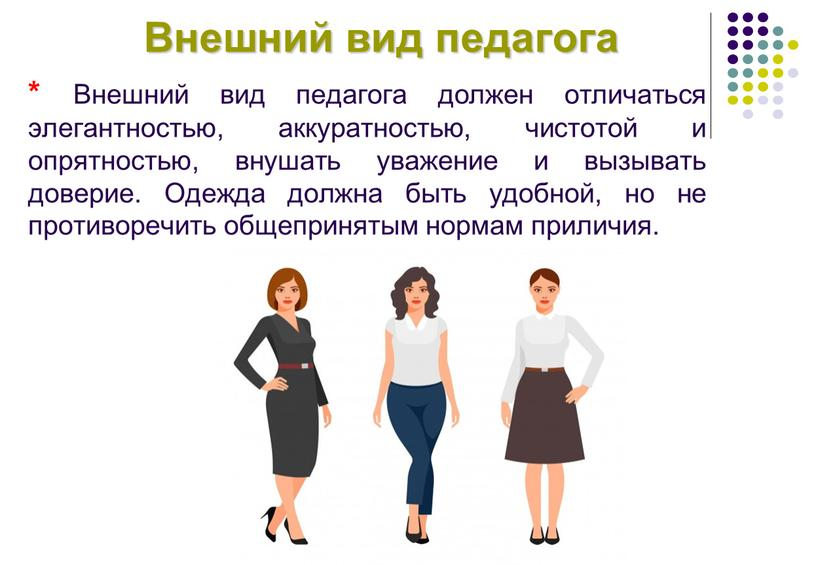 Внешний вид педагога
* Внешний вид педагога должен отличаться
элегантностью, аккуратностью, чистотой и
опрятностью, внушать уважение и вызывать
доверие. Одежда должна быть удобной, но не
противоречить общепринятым нормам приличия.